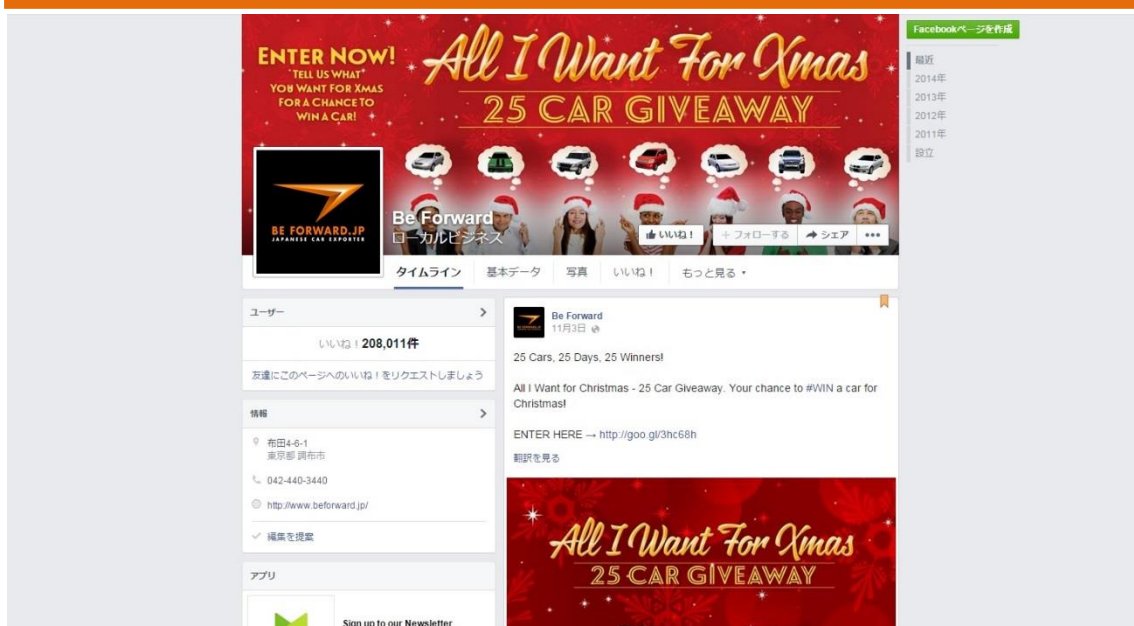 ENTER NOW!
TELL US WHAT
YOU WANT FOR XMAS
FOR A CHANCE TO
WIN A CAR!
All I Want For Xmas
25 CAR GIVEAWAY
BE FORWARD.JP
JAPANESE CAR EXPORTER
Be Forward
ローカルビジネス
いいね！
+ フォローする
シェア
•••
タイムライン
基本データ
写真
いいね！
もっと見る
Facebookページを作成
最近
2014年
2013年
2012年
2011年
設立
ユーザー
いいね！208,011件
友達にこのページへのいいね！をリクエストしましょう
情報
布田4-6-1
東京都 調布市
042-440-3440
http://www.beforward.jp/
編集を提案
アプリ
Sign up to our Newsletter
Be Forward
11月3日
25 Cars, 25 Days, 25 Winners!
All I Want for Christmas - 25 Car Giveaway. Your chance to #WIN a car for
Christmas!
ENTER HERE → http://goo.gl/3hc68h
翻訳を見る
All I Want For Xmas
25 CAR GIVEAWAY